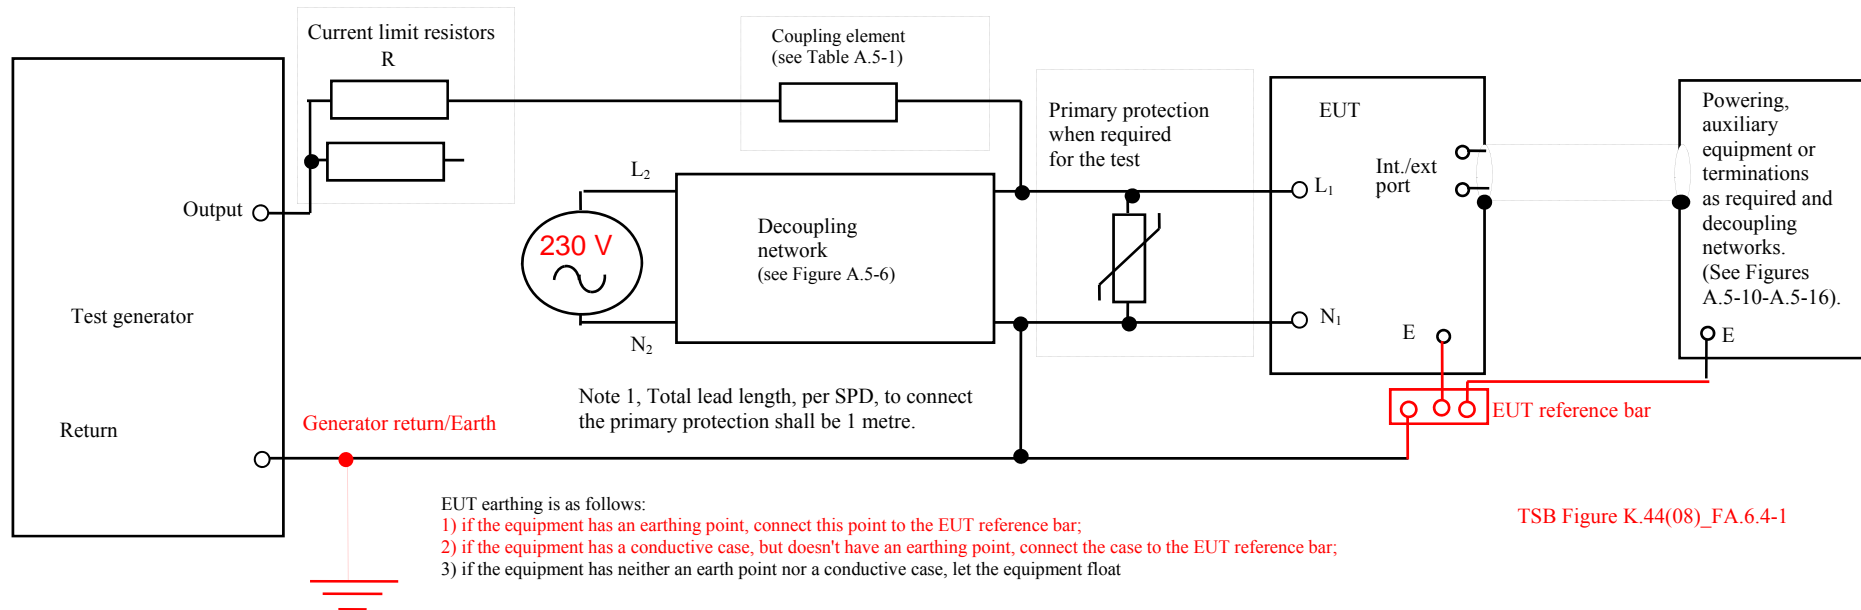 Current limit resistors
R
Coupling element
(see Table A.5-1)
Primary protection
when required
for the test
EUT
Int./ext
port
Powering,
auxiliary
equipment or
terminations
as required and
decoupling
networks.
(See Figures
A.5-10-A.5-16).
L2
L1
Output
230 V
Decoupling
network
(see Figure A.5-6)
Test generator
N2
N1
E
E
Note 1, Total lead length, per SPD, to connect
the primary protection shall be 1 metre.
EUT reference bar
Return
Generator return/Earth
EUT earthing is as follows:
1) if the equipment has an earthing point, connect this point to the EUT reference bar;
2) if the equipment has a conductive case, but doesn't have an earthing point, connect the case to the EUT reference bar;
3) if the equipment has neither an earth point nor a conductive case, let the equipment float
TSB Figure K.44(08)_FA.6.4-1